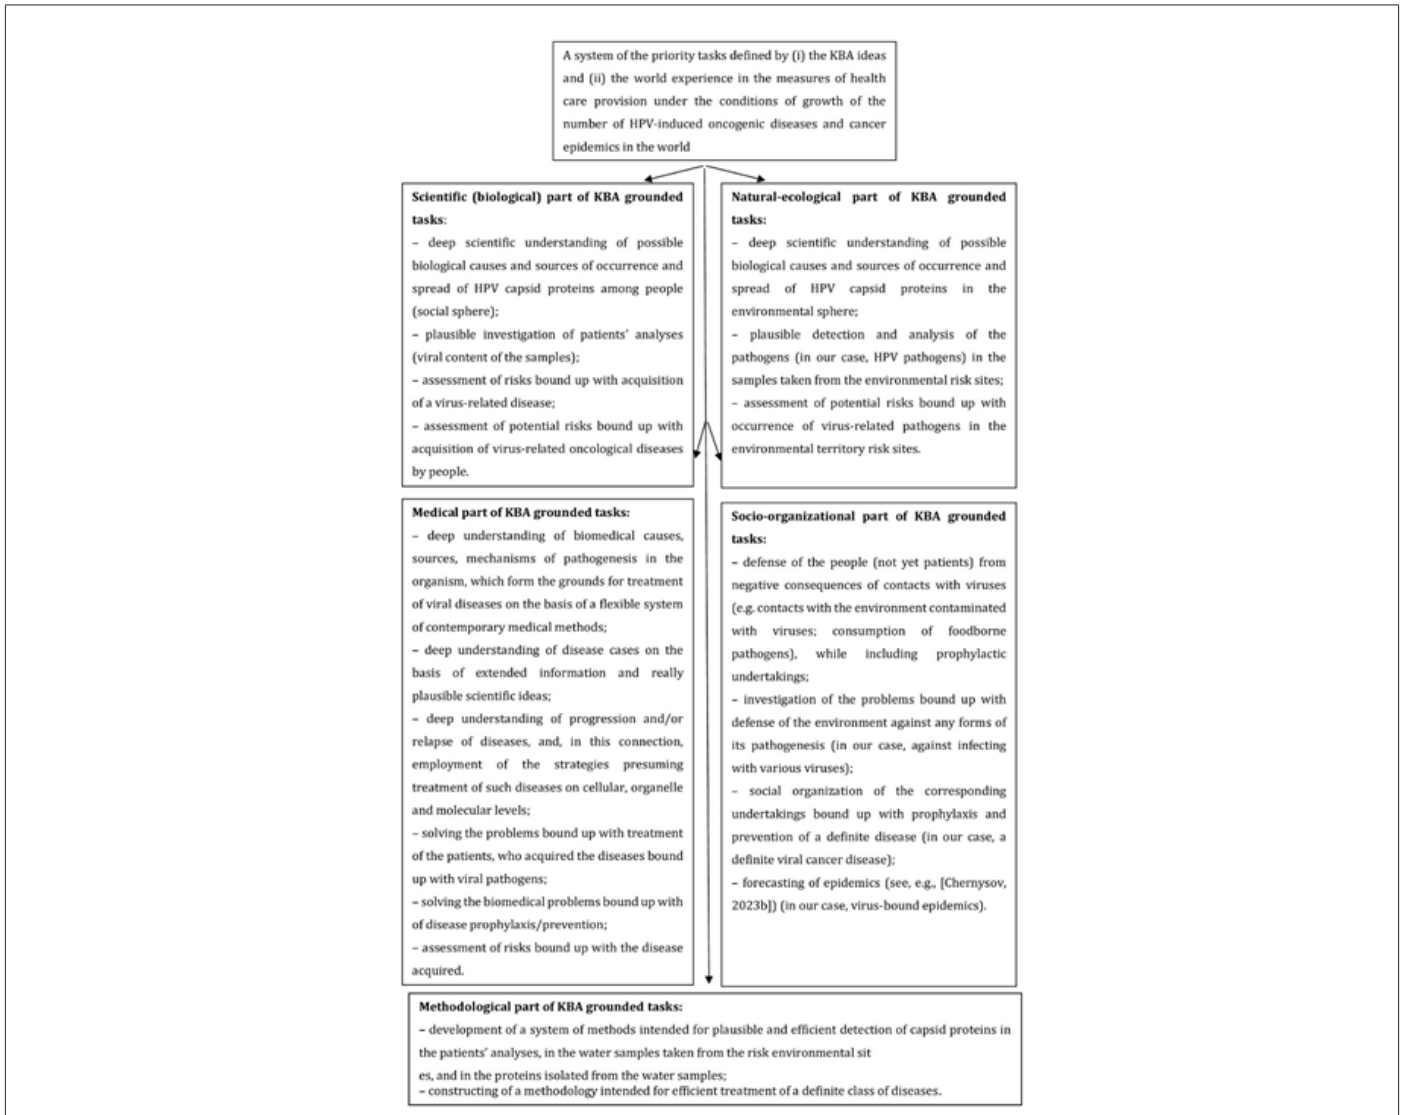 A system of the priority tasks defined by (i) the KBA ideas
and (ii) the world experience in the measures of health
care provision under the conditions of growth of the
number of HPV-induced oncogenic diseases and cancer
epidemics in the world
Scientific (biological) part of KBA grounded
tasks:
– deep scientific understanding of possible
biological causes and sources of occurrence and
spread of HPV capsid proteins among people
(social sphere);
– plausible investigation of patients' analyses
(viral content of the samples);
– assessment of risks bound up with acquisition
of a virus-related disease;
– assessment of potential risks bound up with
acquisition of virus-related oncological diseases
by people.
Natural-ecological part of KBA grounded
tasks:
– deep scientific understanding of possible
biological causes and sources of occurrence and
spread of HPV capsid proteins in the
environmental sphere;
– plausible detection and analysis of the
pathogens (in our case, HPV pathogens) in the
samples taken from the environmental risk sites;
– assessment of potential risks bound up with
occurrence of virus-related pathogens in the
environmental territory risk sites.
Medical part of KBA grounded tasks:
– deep understanding of biomedical causes,
sources, mechanisms of pathogenesis in the
organism, which form the grounds for treatment
of viral diseases on the basis of a flexible system
of contemporary medical methods;
– deep understanding of disease cases on the
basis of extended information and really
plausible scientific ideas;
– deep understanding of progression and/or
relapse of diseases, and, in this connection,
employment of the strategies presuming
treatment of such diseases on cellular, organelle
and molecular levels;
– solving the problems bound up with treatment
of the patients, who acquired the diseases bound
up with viral pathogens;
– solving the biomedical problems bound up with
of disease prophylaxis/prevention;
– assessment of risks bound up with the disease
acquired.
Socio-organizational part of KBA grounded
tasks:
– defense of the people (not yet patients) from
negative consequences of contacts with viruses
(e.g. contacts with the environment contaminated
with viruses; consumption of foodborne
pathogens), while including prophylactic
undertakings;
– investigation of the problems bound up with
defense of the environment against any forms of
its pathogenesis (in our case, against infecting
with various viruses);
– social organization of the corresponding
undertakings bound up with prophylaxis and
prevention of a definite disease (in our case, a
definite viral cancer disease);
– forecasting of epidemics (see, e.g., [Chernysov,
2023b]) (in our case, virus-bound epidemics).
Methodological part of KBA grounded tasks:
– development of a system of methods intended for plausible and efficient detection of capsid proteins in
the patients' analyses, in the water samples taken from the risk environmental sit
es, and in the proteins isolated from the water samples;
– constructing of a methodology intended for efficient treatment of a definite class of diseases.